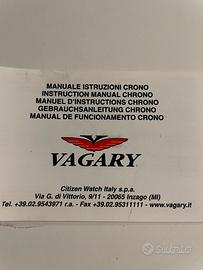 MANUALE ISTRUZIONI CRONO
INSTRUCTION MANUAL CHRONO
MANUEL D'INSTRUCTIONS CHRONO
GEBRAUCHSANLEITUNG CHRONO
MANUAL DE FUNCIONAMENTO CRONO
VAGARY
Citizen Watch Italy s.p.a.
Via G. di Vittorio, 9/11 - 20065 Inzago (MI)
Tel. +39.02.9543971 r.a. - Fax +39.02.95311111 - www.vagary.it
Subito